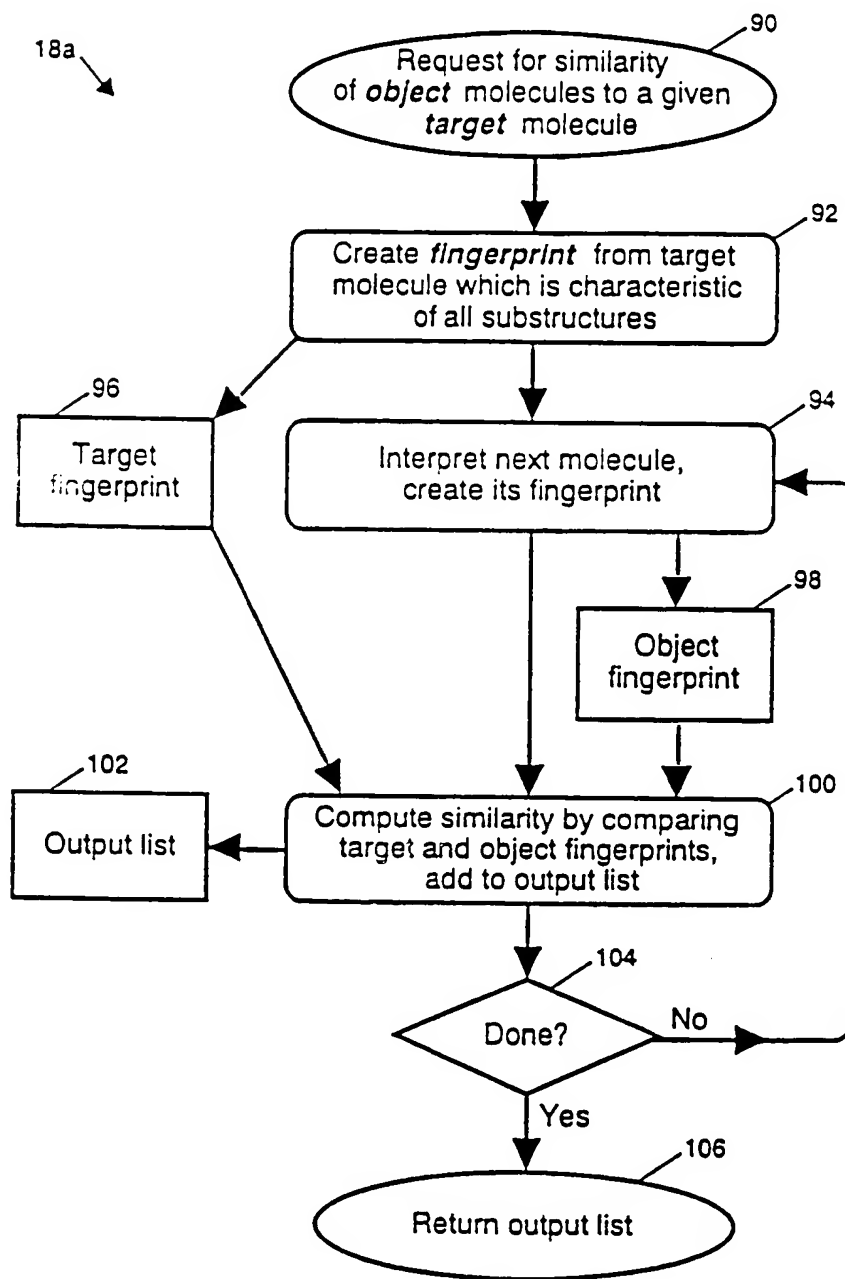 90
18a
Request for similarity
of object molecules to a given
target molecule
92
Create fingerprint from target
molecule which is characteristic
of all substructures
96
94
Target
fingerprint
Interpret next molecule,
create its fingerprint
98
Object
fingerprint
102
100
Output list
Compute similarity by comparing
target and object fingerprints,
add to output list
104
Done?
No
Yes
106
Return output list